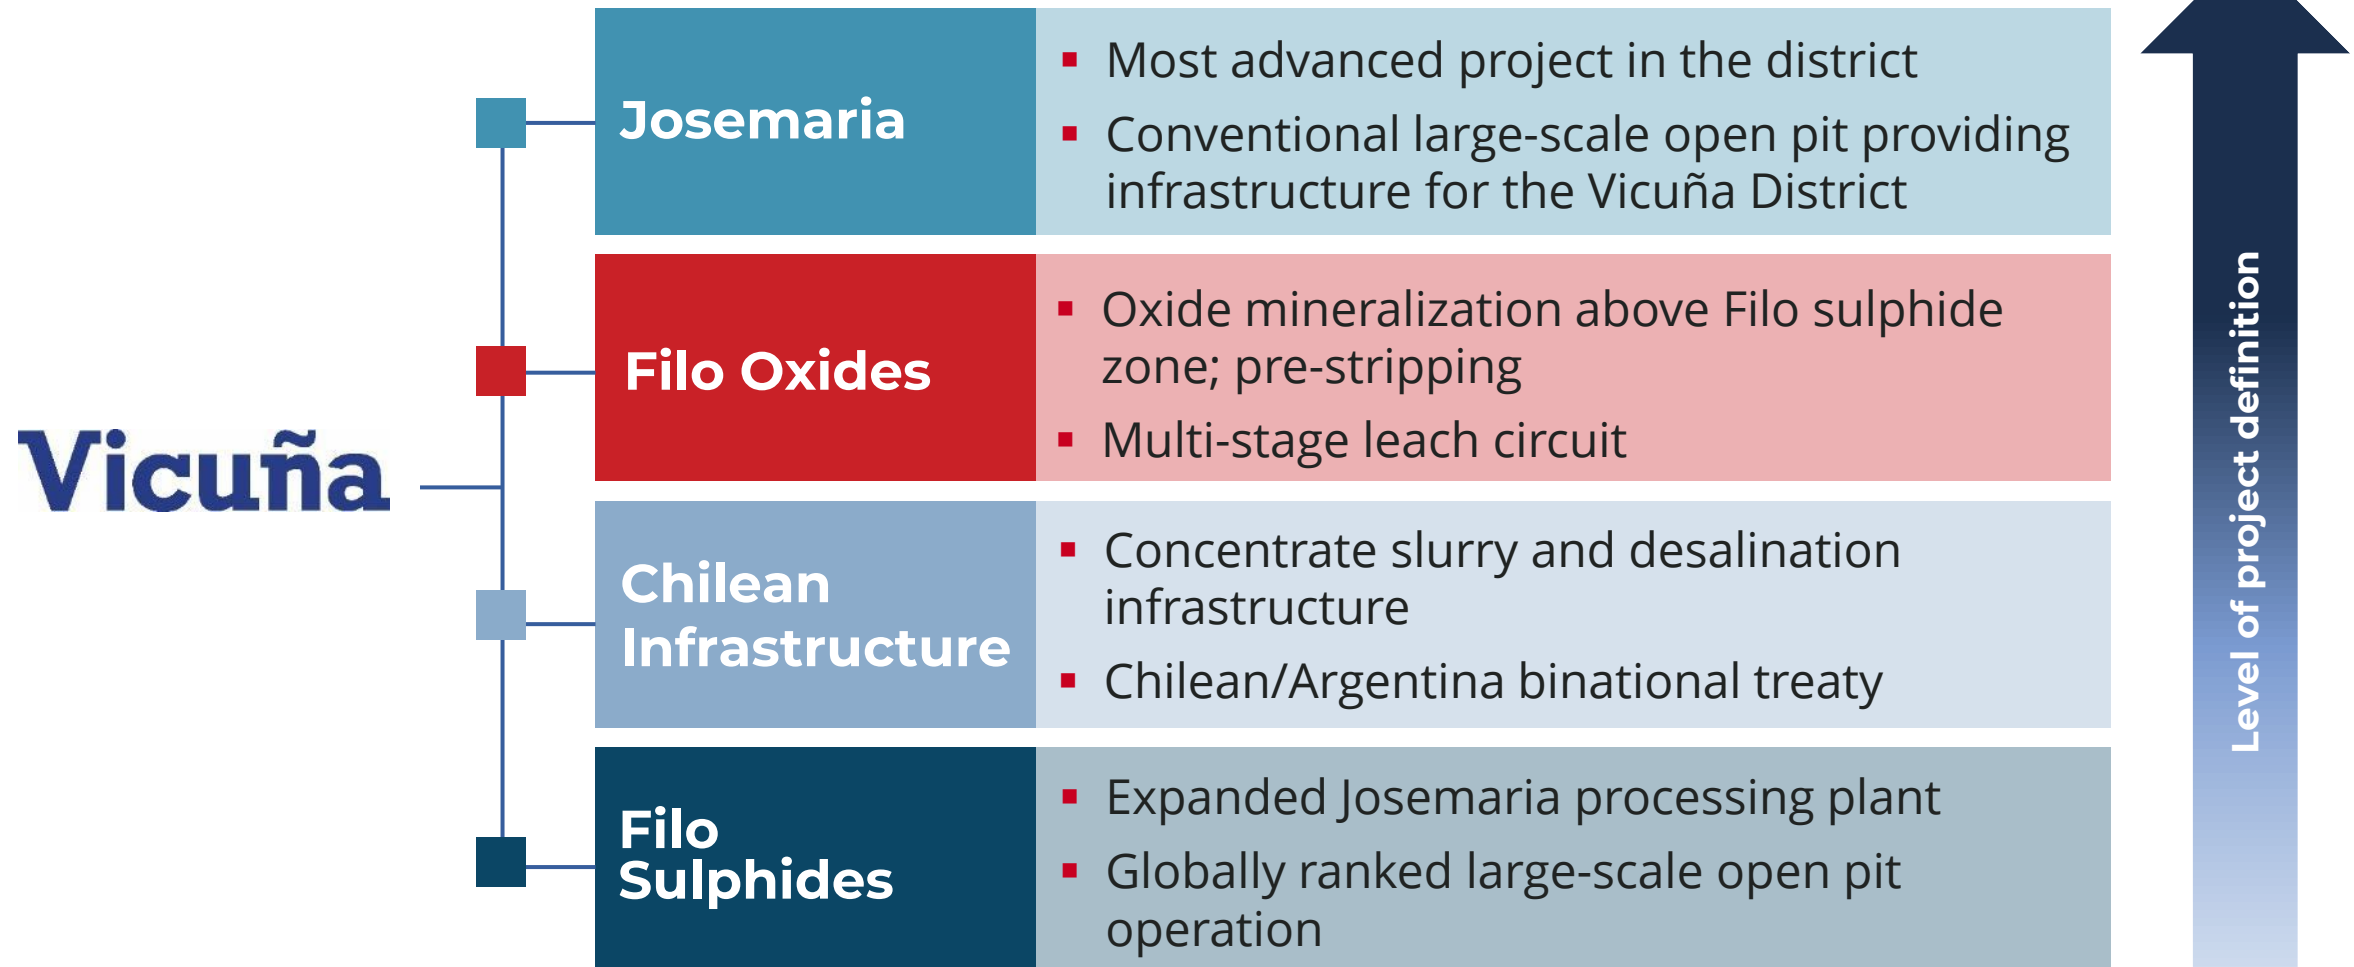 Vicuña
Josemaria
▪ Most advanced project in the district
▪ Conventional large-scale open pit providing
infrastructure for the Vicuña District
Filo Oxides
▪ Oxide mineralization above Filo sulphide
zone; pre-stripping
▪ Multi-stage leach circuit
Chilean
Infrastructure
▪ Concentrate slurry and desalination
infrastructure
▪ Chilean/Argentina binational treaty
Filo
Sulphides
▪ Expanded Josemaria processing plant
▪ Globally ranked large-scale open pit
operation
Level of project definition